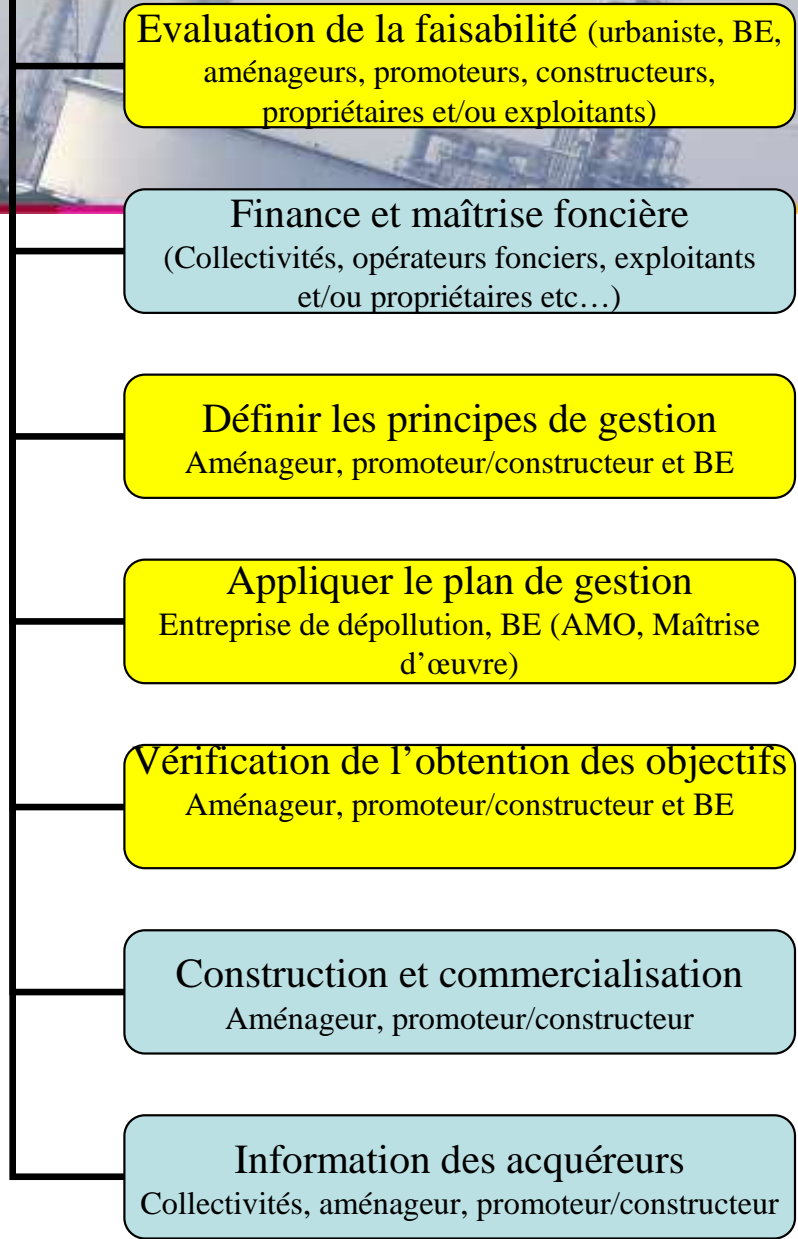 Evaluation de la faisabilité (urbaniste, BE,
aménageurs, promoteurs, constructeurs,
propriétaires et/ou exploitants)
Finance et maîtrise foncière
(Collectivités, opérateurs fonciers, exploitants
et/ou propriétaires etc…)
Définir les principes de gestion
Aménageur, promoteur/constructeur et BE
Appliquer le plan de gestion
Entreprise de dépollution, BE (AMO, Maîtrise
d’œuvre)
Vérification de l’obtention des objectifs
Aménageur, promoteur/constructeur et BE
Construction et commercialisation
Aménageur, promoteur/constructeur
Information des acquéreurs
Collectivités, aménageur, promoteur/constructeur